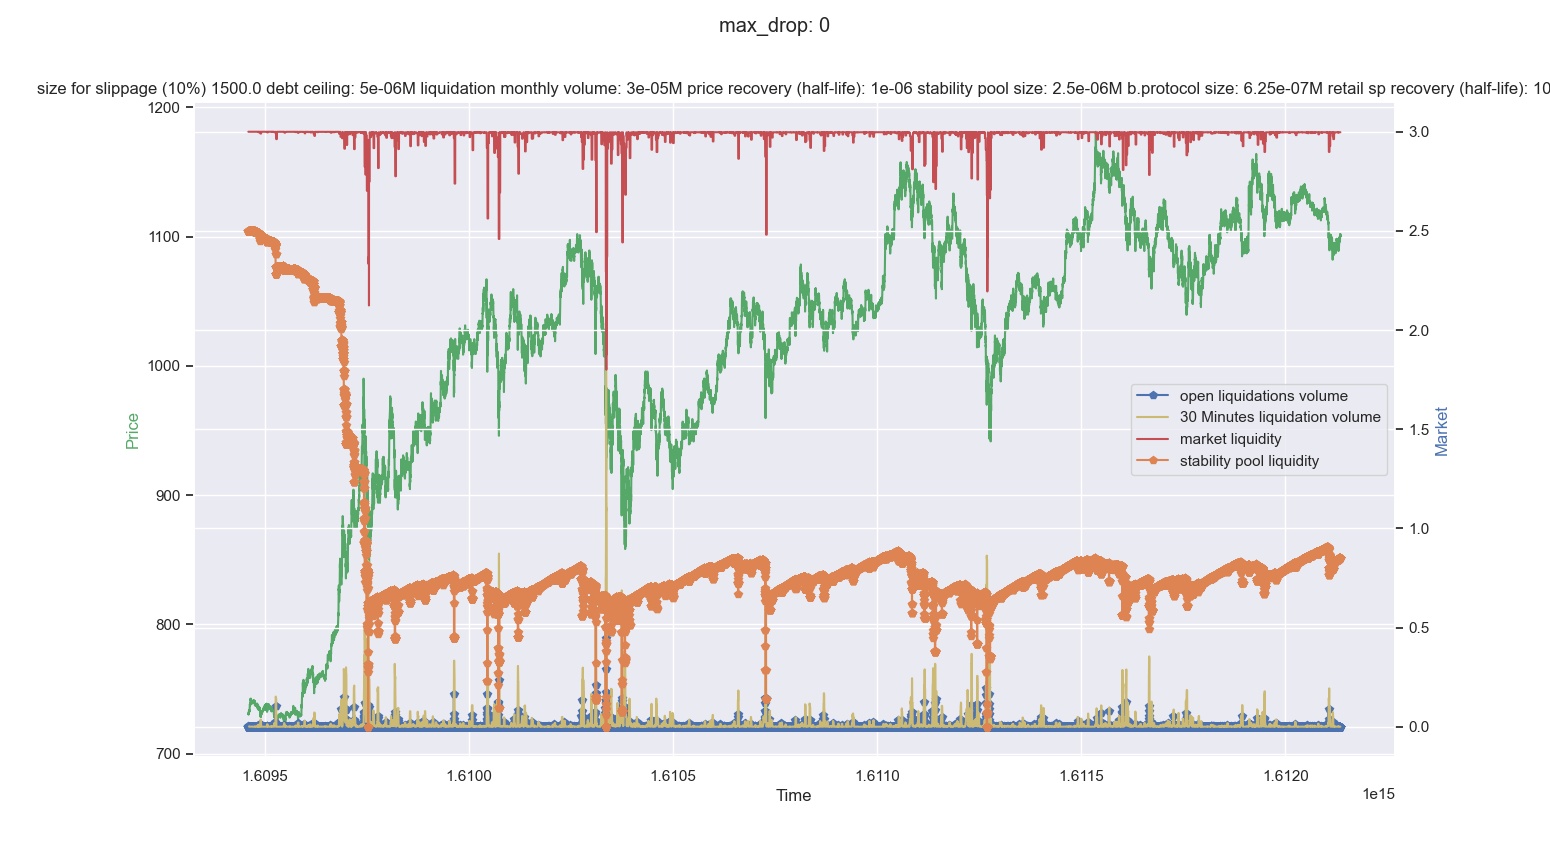 max_drop: 0
size for slippage (10%) 1500.0 debt ceiling: 5e-06M liquidation monthly volume: 3e-05M price recovery (half-life): 1e-06 stability pool size: 2.5e-06M b.protocol size: 6.25e-07M retail sp recovery (half-life): 10
1200
1100
1000
900
800
700
Price
3.0
2.5
2.0
1.5
1.0
0.5
0.0
Market
open liquidations volume
30 Minutes liquidation volume
market liquidity
stability pool liquidity
1.6095
1.6100
1.6105
1.6110
1.6115
1.6120
Time
1e15